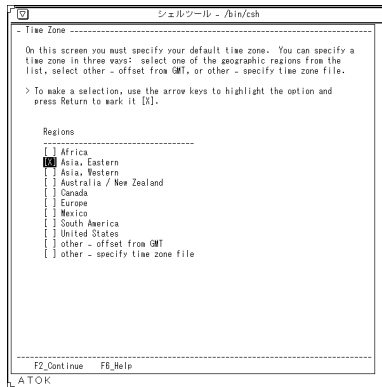 シェルツール - /bin/csh
- Time Zone -
On this screen you must specify your default time zone. You can specify a
time zone in three ways: select one of the geographic regions from the
list, select other - offset from GMT, or other - specify time zone file.
> To make a selection, use the arrow keys to highlight the option and
press Return to mark it [X].
Regions
[ ] Africa
[X] Asia, Eastern
[ ] Asia, Western
[ ] Australia / New Zealand
[ ] Canada
[ ] Europe
[ ] Mexico
[ ] South America
[ ] United States
[ ] other - offset from GMT
[ ] other - specify time zone file
F2_Continue F6_Help
ATOK